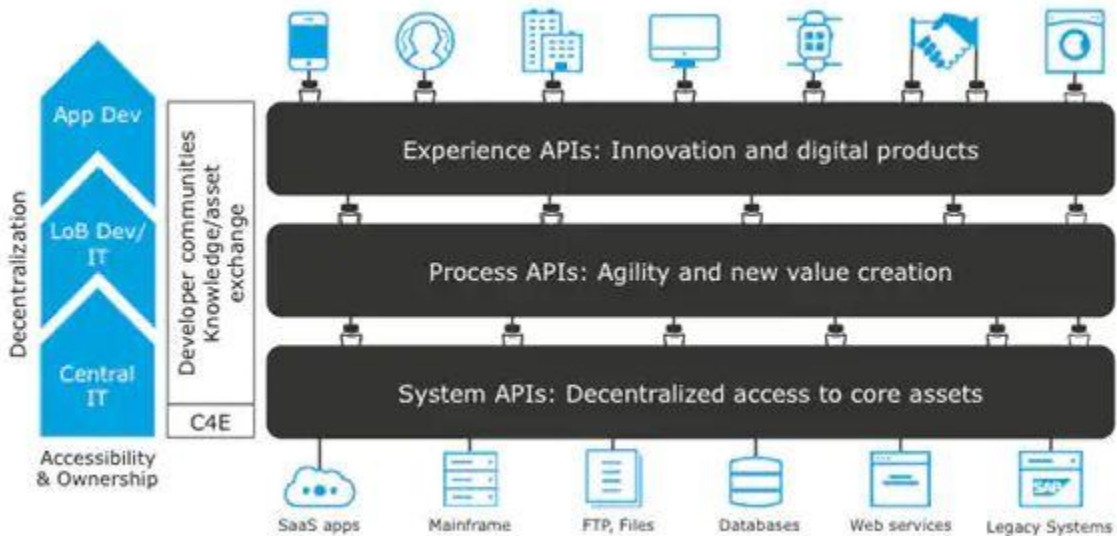 Decentralization
App Dev
LoB Dev/
IT
Central
IT
Accessibility
& Ownership
Developer communities
Knowledge/asset
exchange
C4E
Experience APIs: Innovation and digital products
Process APIs: Agility and new value creation
System APIs: Decentralized access to core assets
SaaS apps
Mainframe
FTP, Files
Databases
Web services
SAP
Legacy Systems